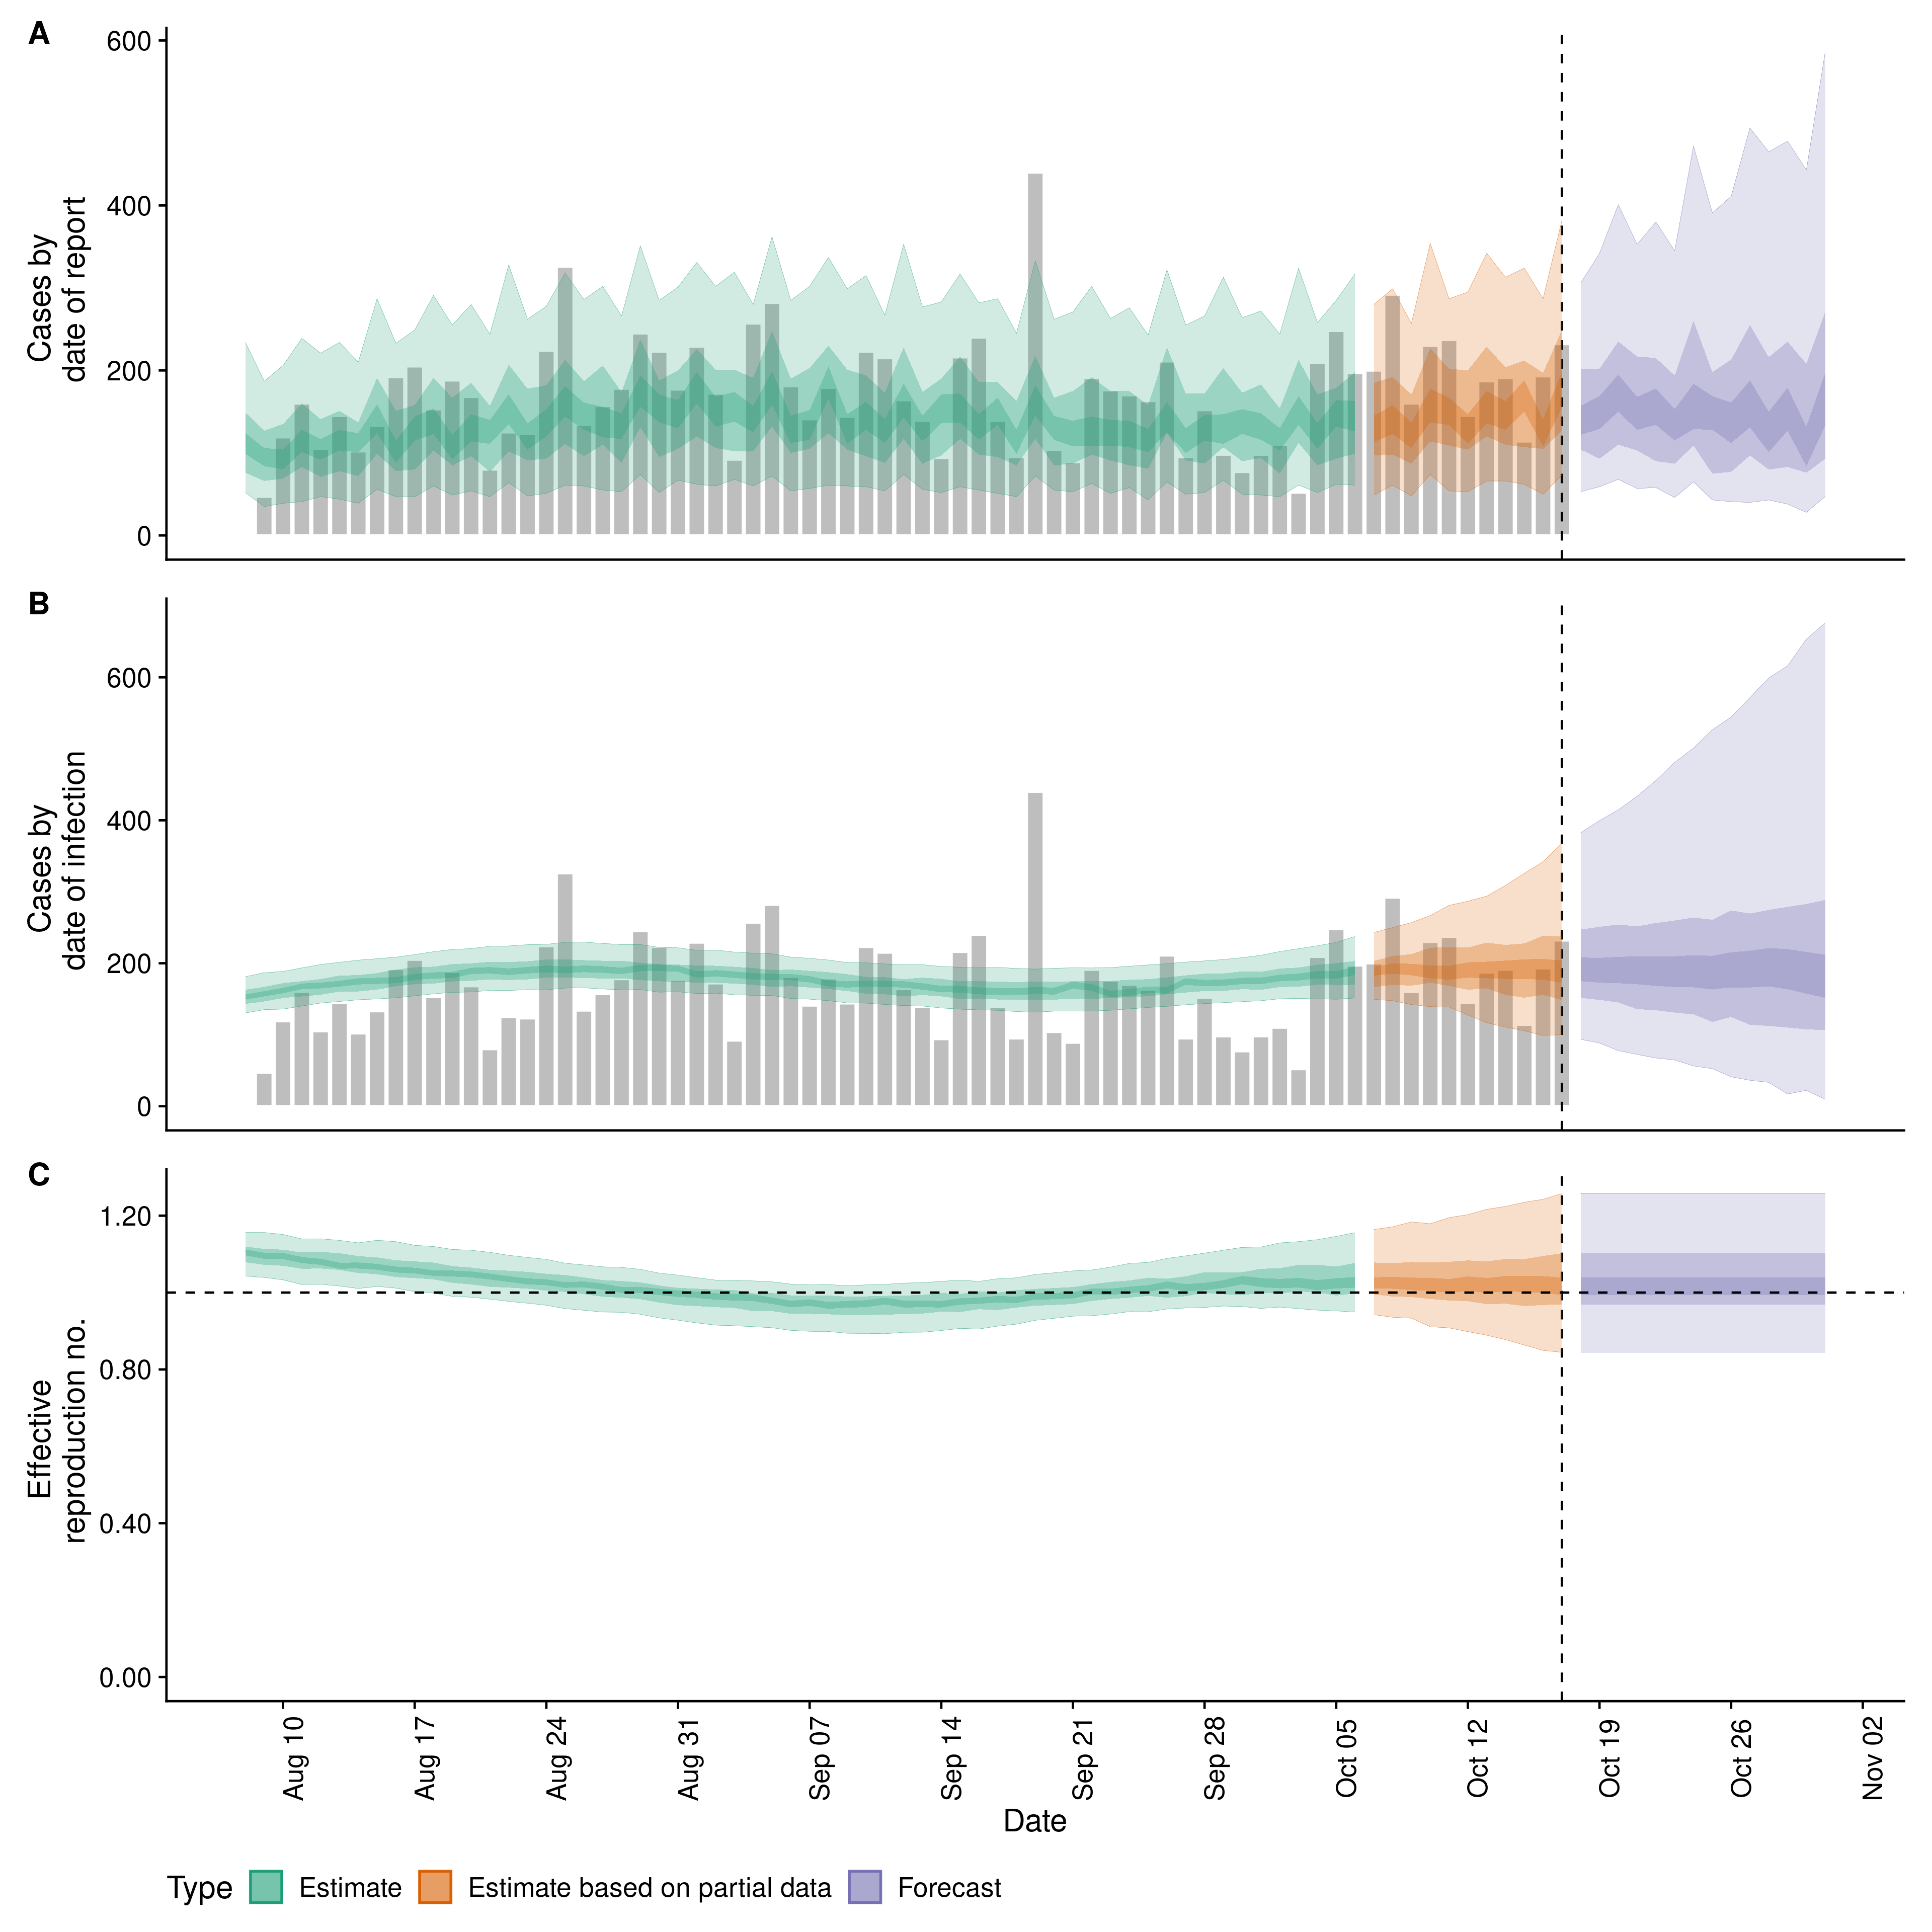 A
600
400
200
0
Cases by
date of report
B
600
400
200
0
Cases by
date of infection
C
1.20
0.80
0.40
0.00
Effective
reproduction no.
Aug 10
Aug 17
Aug 24
Aug 31
Sep 07
Sep 14
Sep 21
Sep 28
Oct 05
Oct 12
Oct 19
Oct 26
Nov 02
Date
Type Estimate Estimate based on partial data Forecast